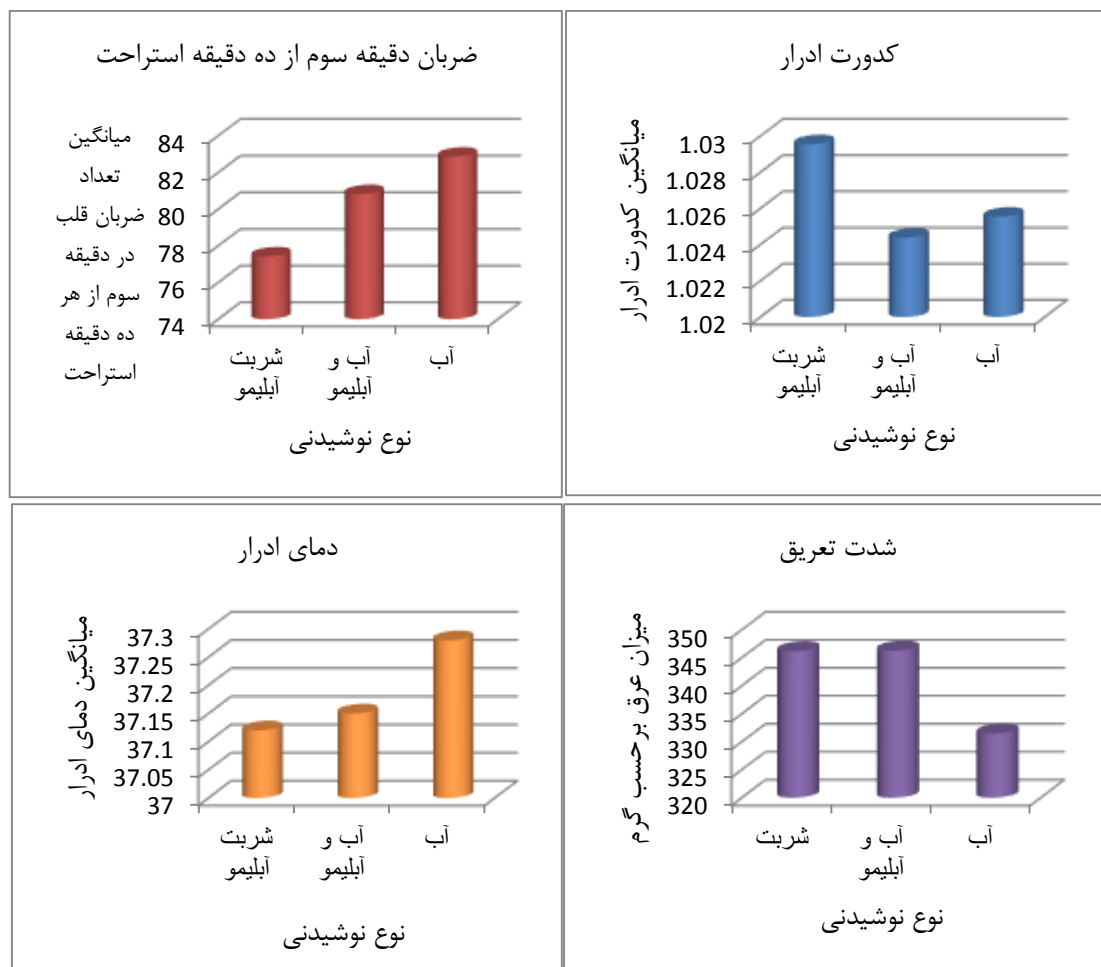 ضربان دقیقه سوم از ده دقیقه استراحت
میانگین
تعداد
ضربان قلب
در دقیقه
سوم از هر
ده دقیقه
استراحت
84
82
80
78
76
74
شربت
آبلیمو
آب و
آبلیمو
آب
نوع نوشیدنی
کدورت ادرار
میانگین کدورت ادرار
1.03
1.028
1.026
1.024
1.022
1.02
شربت
آبلیمو
آب و
آبلیمو
آب
نوع نوشیدنی
دمای ادرار
میانگین دمای ادرار
37.3
37.25
37.2
37.15
37.1
37.05
37
شربت
آبلیمو
آب و
آبلیمو
آب
نوع نوشیدنی
شدت تعریق
میزان عرق برحسب گرم
350
345
340
335
330
325
320
شربت
آب و
آبلیمو
آب
نوع نوشیدنی